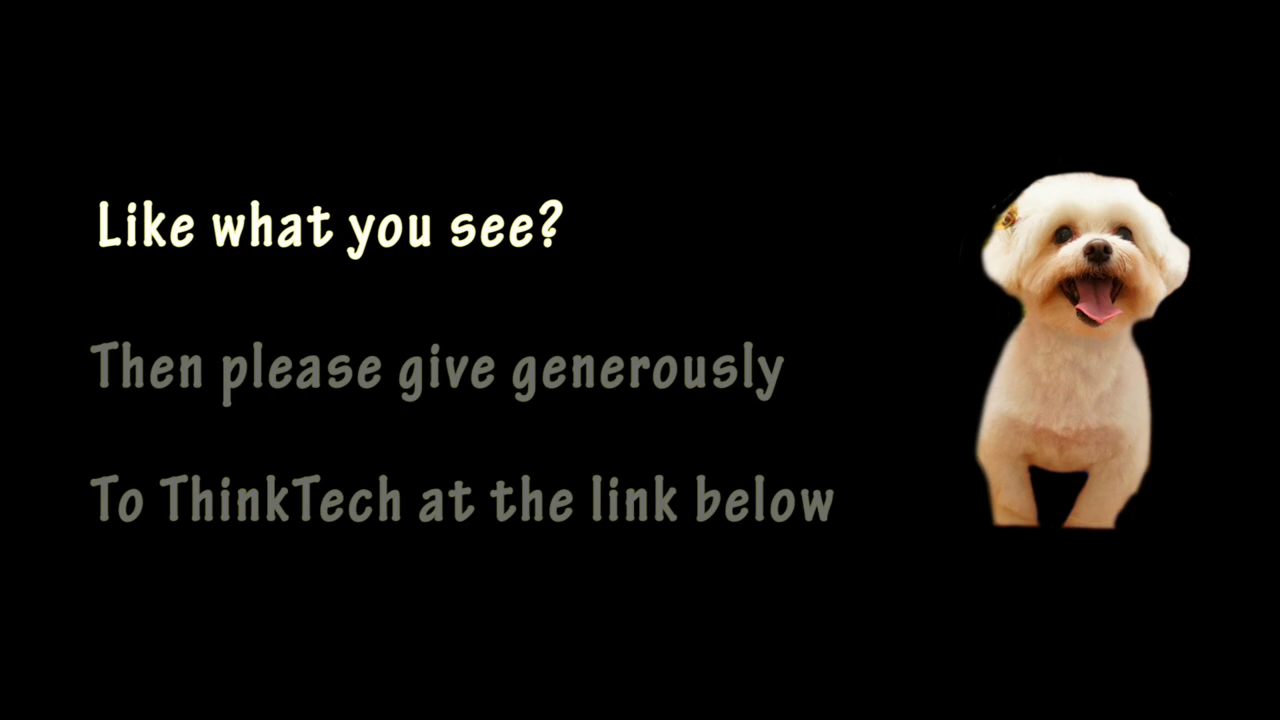 Like what you see?
Then please give generously
To ThinkTech at the link below